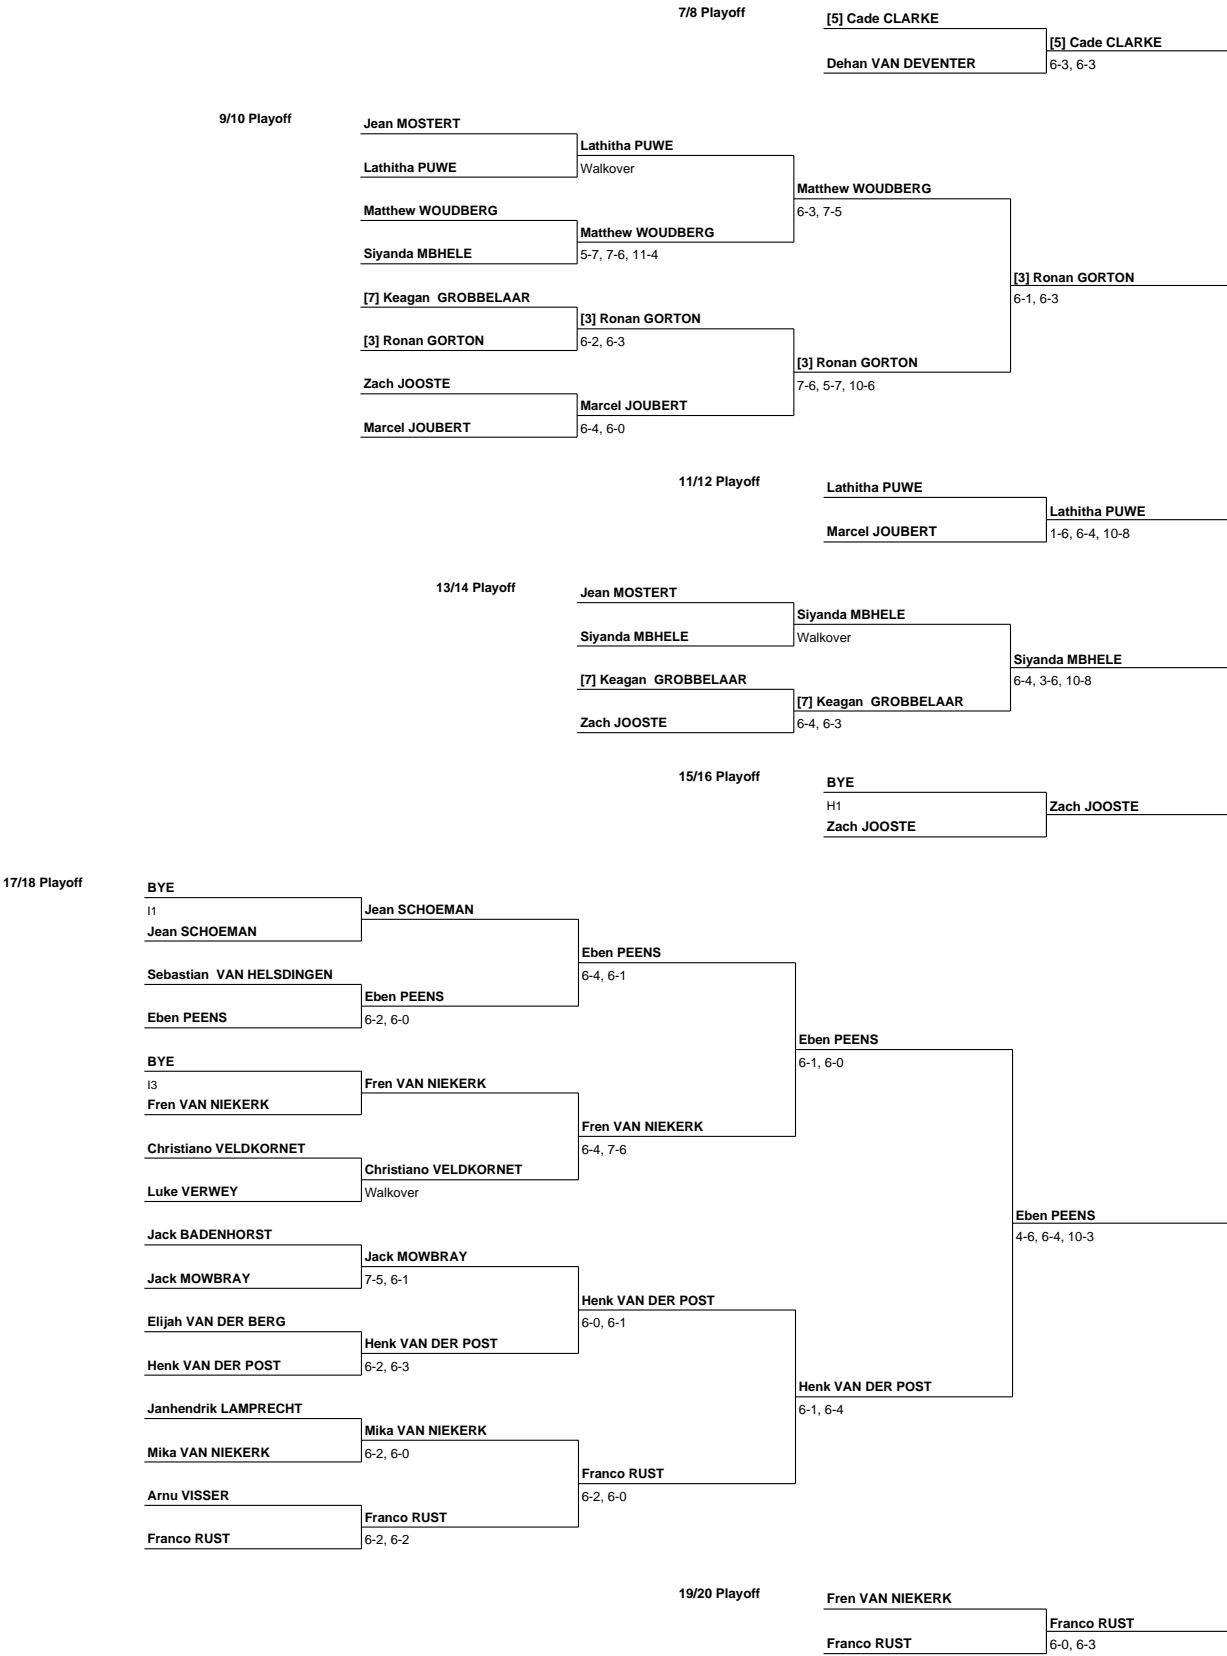 7/8 Playoff
[5] Cade CLARKE
[5] Cade CLARKE
Dehan VAN DEVENTER
6-3, 6-3
9/10 Playoff
Jean MOSTERT
Lathitha PUWE
Lathitha PUWE
Walkover
Matthew WOUDBERG
Matthew WOUDBERG
6-3, 7-5
Matthew WOUDBERG
Siyanda MBHELE
5-7, 7-6, 11-4
[3] Ronan GORTON
[7] Keagan GROBBELAAR
6-1, 6-3
[3] Ronan GORTON
[3] Ronan GORTON
6-2, 6-3
[3] Ronan GORTON
Zach JOOSTE
7-6, 5-7, 10-6
Marcel JOUBERT
Marcel JOUBERT
6-4, 6-0
11/12 Playoff
Lathitha PUWE
Lathitha PUWE
Marcel JOUBERT
1-6, 6-4, 10-8
13/14 Playoff
Jean MOSTERT
Siyanda MBHELE
Siyanda MBHELE
Walkover
Siyanda MBHELE
[7] Keagan GROBBELAAR
6-4, 3-6, 10-8
[7] Keagan GROBBELAAR
Zach JOOSTE
6-4, 6-3
15/16 Playoff
BYE
H1
Zach JOOSTE
Zach JOOSTE
17/18 Playoff
BYE
I1
Jean SCHOEMAN
Jean SCHOEMAN
Eben PEENS
Sebastian VAN HELSDINGEN
6-4, 6-1
Eben PEENS
Eben PEENS
6-2, 6-0
Eben PEENS
BYE
6-1, 6-0
I3
Fren VAN NIEKERK
Fren VAN NIEKERK
Fren VAN NIEKERK
Christiano VELDKORNET
6-4, 7-6
Christiano VELDKORNET
Luke VERWEY
Walkover
Eben PEENS
Jack BADENHORST
4-6, 6-4, 10-3
Jack MOWBRAY
Jack MOWBRAY
7-5, 6-1
Henk VAN DER POST
Elijah VAN DER BERG
6-0, 6-1
Henk VAN DER POST
Henk VAN DER POST
6-2, 6-3
Henk VAN DER POST
Janhendrik LAMPRECHT
6-1, 6-4
Mika VAN NIEKERK
Mika VAN NIEKERK
6-2, 6-0
Franco RUST
Arnu VISSER
6-2, 6-0
Franco RUST
Franco RUST
6-2, 6-2
19/20 Playoff
Fren VAN NIEKERK
Franco RUST
Franco RUST
6-0, 6-3